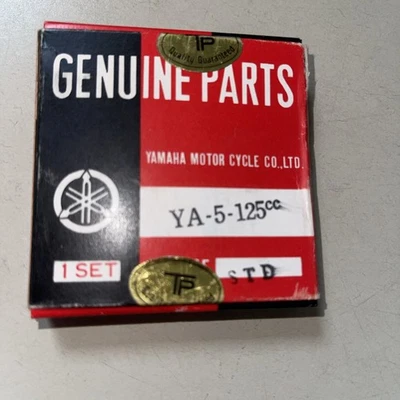 TP
Quality Guaranteed
GENUINE PARTS
YAMAHA MOTOR CYCLE CO.,LTD.
YA-5-125cc
1 SET
STD
TP